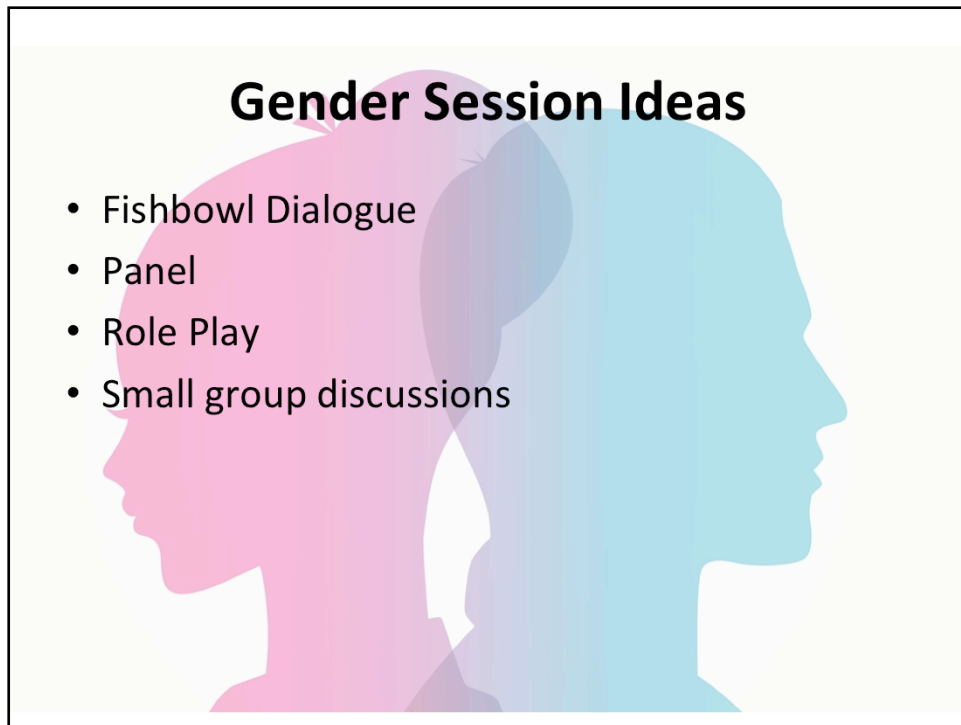 Gender Session Ideas
• Fishbowl Dialogue
• Panel
• Role Play
• Small group discussions